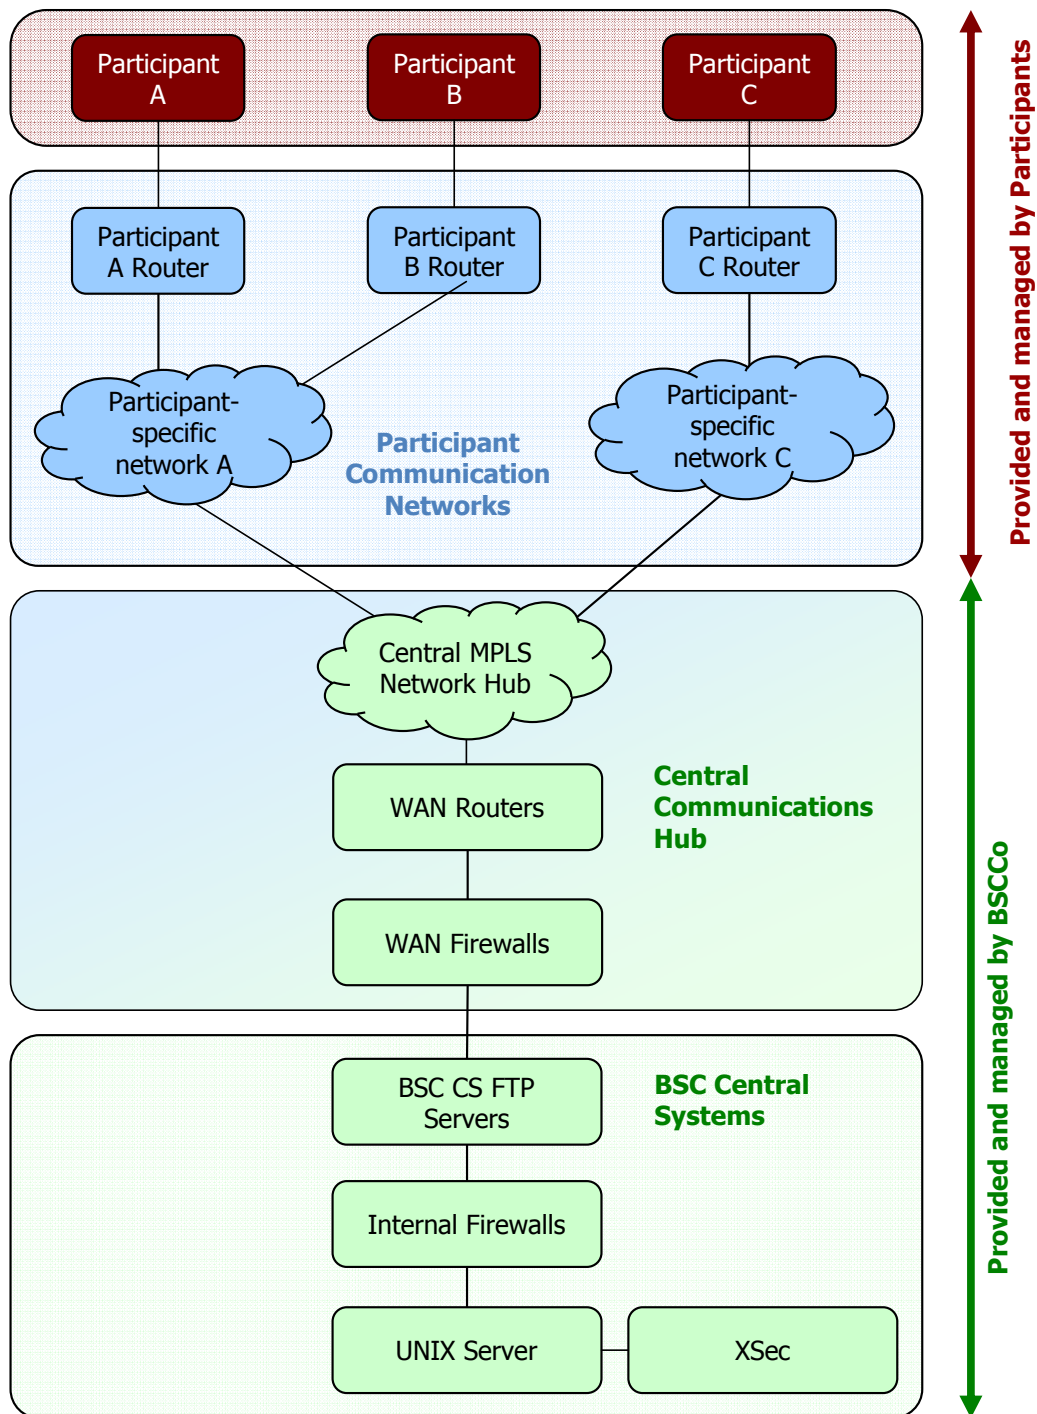 Participant
A
Participant
B
Participant
C
Provided and managed by Participants
Participant
A Router
Participant
B Router
Participant
C Router
Participant-
specific
network A
Participant
Communication
Networks
Participant-
specific
network C
Central MPLS
Network Hub
WAN Routers
Central
Communications
Hub
WAN Firewalls
Provided and managed by BSCCo
BSC CS FTP
Servers
BSC Central
Systems
Internal Firewalls
UNIX Server
XSec